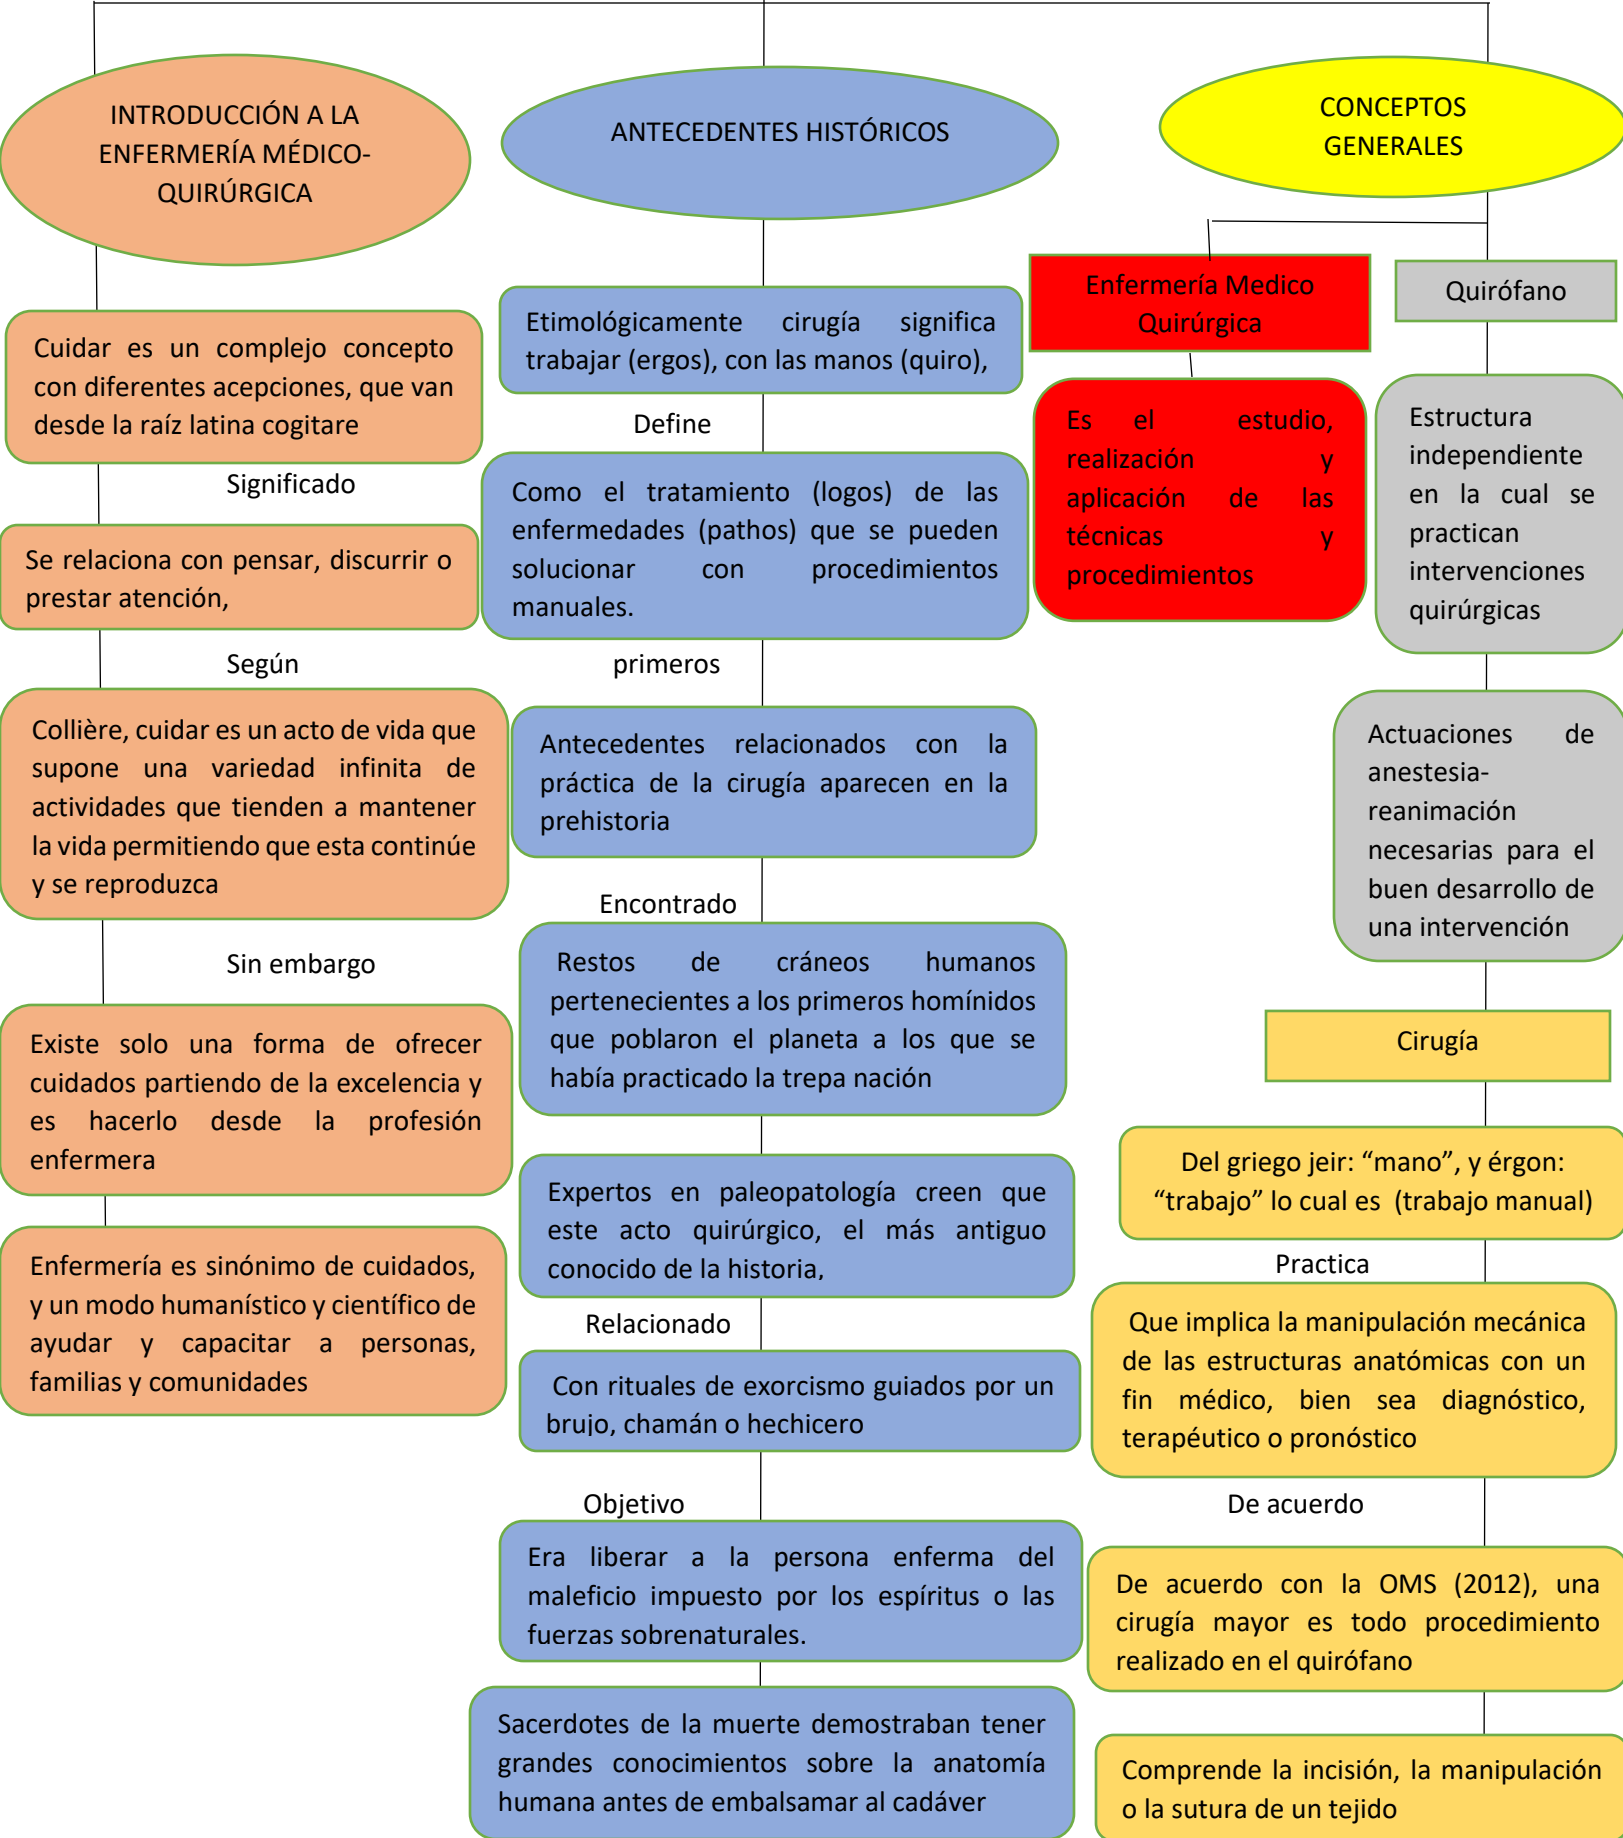 INTRODUCCIÓN A LA
ENFERMERÍA MÉDICO-
QUIRÚRGICA
Cuidar es un complejo concepto
con diferentes acepciones, que van
desde la raíz latina cogitare
Significado
Se relaciona con pensar, discurrir o
prestar atención,
Según
Collière, cuidar es un acto de vida que
supone una variedad infinita de
actividades que tienden a mantener
la vida permitiendo que esta continúe
y se reproduzca
Sin embargo
Existe solo una forma de ofrecer
cuidados partiendo de la excelencia y
es hacerlo desde la profesión
enfermera
Enfermería es sinónimo de cuidados,
y un modo humanístico y científico de
ayudar y capacitar a personas,
familias y comunidades
ANTECEDENTES HISTÓRICOS
Etimológicamente cirugía significa
trabajar (ergos), con las manos (quiro),
Define
Como el tratamiento (logos) de las
enfermedades (pathos) que se pueden
solucionar con procedimientos
manuales.
primeros
Antecedentes relacionados con la
práctica de la cirugía aparecen en la
prehistoria
Encontrado
Restos de cráneos humanos
pertenecientes a los primeros homínidos
que poblaron el planeta a los que se
había practicado la trepa nación
Expertos en paleopatología creen que
este acto quirúrgico, el más antiguo
conocido de la historia,
Relacionado
Con rituales de exorcismo guiados por un
brujo, chamán o hechicero
Objetivo
Era liberar a la persona enferma del
maleficio impuesto por los espíritus o las
fuerzas sobrenaturales.
Sacerdotes de la muerte demostraban tener
grandes conocimientos sobre la anatomía
humana antes de embalsamar al cadáver
CONCEPTOS
GENERALES
Enfermería Medico
Quirúrgica
Es el estudio,
realización y
aplicación de las
técnicas y
procedimientos
Quirófano
Estructura
independiente
en la cual se
practican
intervenciones
quirúrgicas
Actuaciones de
anestesia-
reanimación
necesarias para el
buen desarrollo de
una intervención
Cirugía
Del griego jeir: “mano”, y érgon:
“trabajo” lo cual es (trabajo manual)
Practica
Que implica la manipulación mecánica
de las estructuras anatómicas con un
fin médico, bien sea diagnóstico,
terapéutico o pronóstico
De acuerdo
De acuerdo con la OMS (2012), una
cirugía mayor es todo procedimiento
realizado en el quirófano
Comprende la incisión, la manipulación
o la sutura de un tejido